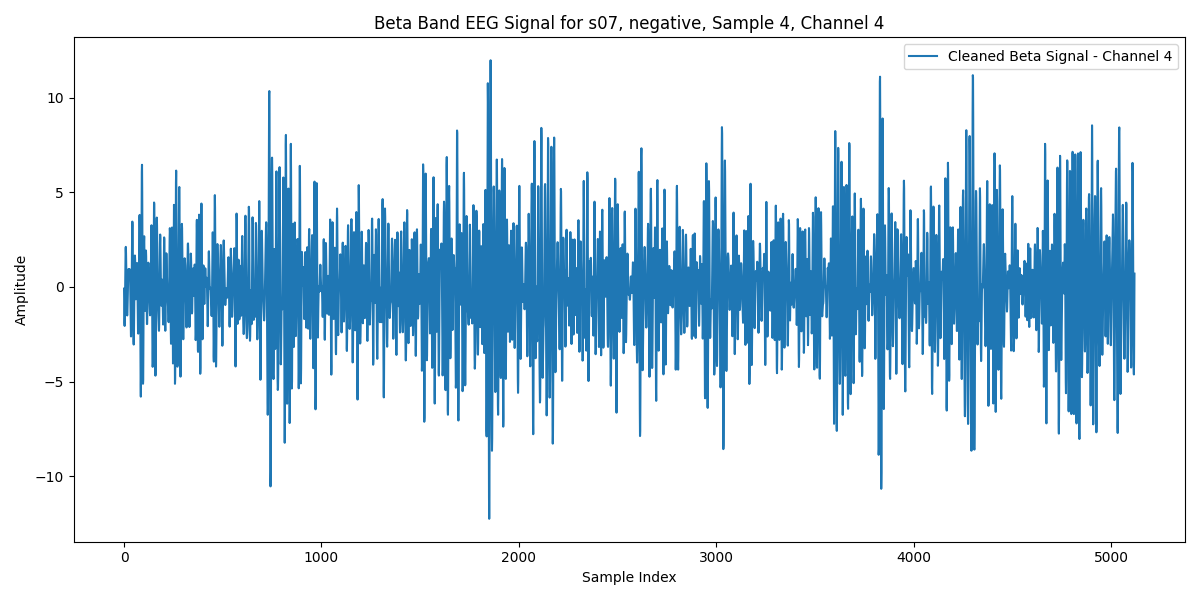 Beta Band EEG Signal for s07, negative, Sample 4, Channel 4
Cleaned Beta Signal - Channel 4
Amplitude
10
5
0
−5
−10
0 1000 2000 3000 4000 5000
Sample Index